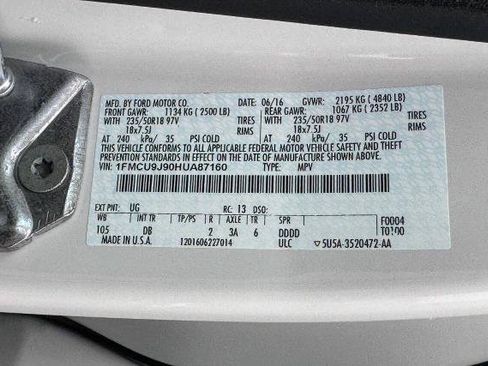 MFD. BY FORD MOTOR CO. 06/16 GVWR: 2195 KG ( 4840 LB)
FRONT GAWR: 1134 KG ( 2500 LB) REAR GAWR: 1067 KG ( 2352 LB)
WITH 235/50R18 97V TIRES WITH 235/50R18 97V TIRES
18x7.5J RIMS 18x7.5J RIMS
AT 240 kPa/ 35 PSI COLD AT 240 kPa/ 35 PSI COLD
THIS VEHICLE CONFORMS TO ALL APPLICABLE FEDERAL MOTOR VEHICLE
SAFETY AND THEFT PREVENTION STANDARDS IN EFFECT ON THE DATE OF
MANUFACTURE SHOWN ABOVE.
VIN: 1FMCU9J90HUA87160 TYPE: MPV
EXT PNT: UG RC: 13 DSO:
WB INT TR TP/PS R AXLE TR SPR F0004
105 DB 2 3A 6 DDDD T0100
MADE IN U.S.A. 1201606227014 ULC 5U5A-3520472-AA